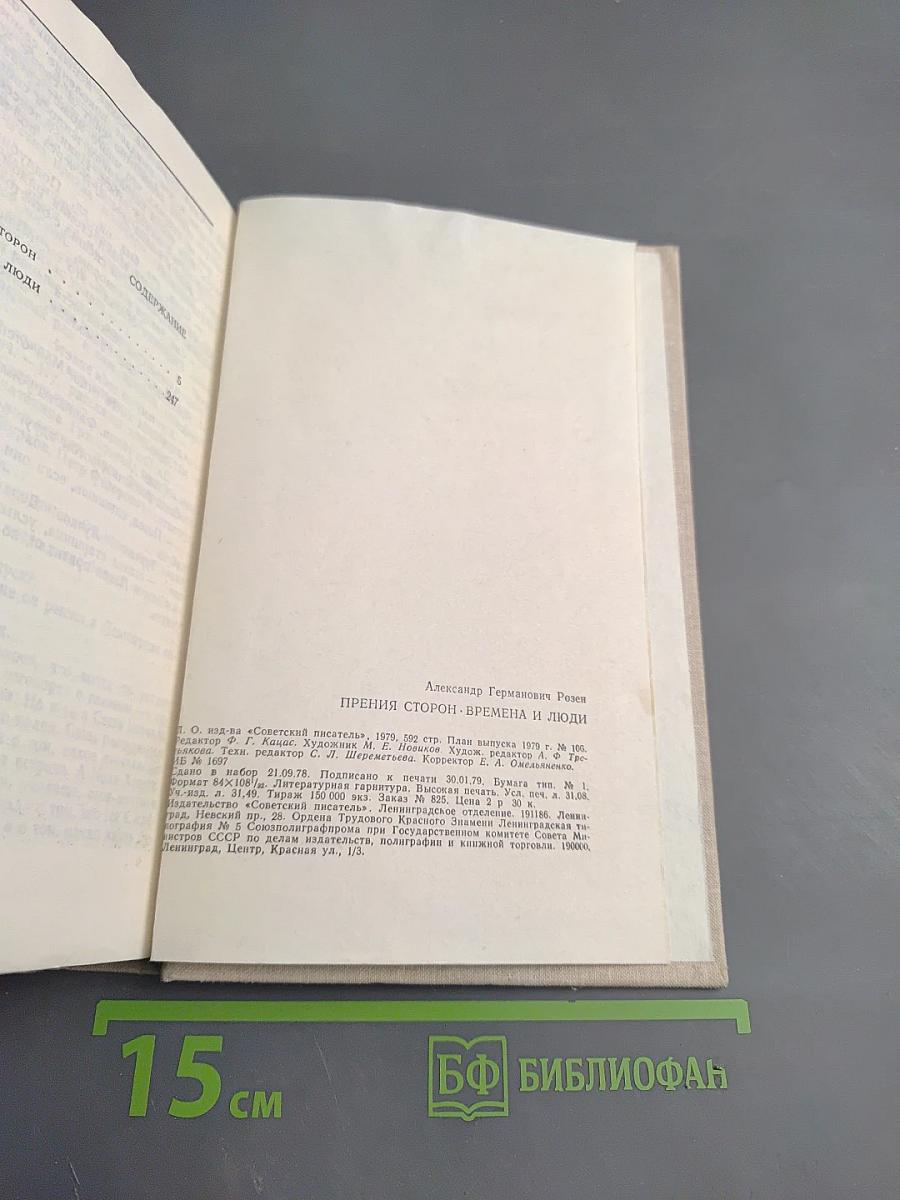 СОДЕРЖАНИЕ
СТОРОН . . . . . . . . . . 5
ЛЮДИ . . . . . . . . . . 247
Александр Германович Розен
ПРЕНИЯ СТОРОН · ВРЕМЕНА И ЛЮДИ
Л. О. изд-ва «Советский писатель», 1979, 592 стр. План выпуска 1979 г. № 106.
Редактор Ф. Г. Кацас. Художник М. Е. Новиков. Худож. редактор А. Ф Тре-
тьякова. Техн. редактор С. Л. Шереметьева. Корректор Е. А. Омельяненко.
ИБ № 1697
Сдано в набор 21.09.78. Подписано к печати 30.01.79. Бумага тип. № 1.
Формат 84×108¹/₃₂. Литературная гарнитура. Высокая печать. Усл. печ. л. 31,08.
Уч.-изд. л. 31,49. Тираж 150 000 экз. Заказ № 825. Цена 2 р 30 к.
Издательство «Советский писатель». Ленинградское отделение. 191186. Ленин-
град, Невский пр., 28. Ордена Трудового Красного Знамени Ленинградская ти-
пография № 5 Союзполиграфпрома при Государственном комитете Совета Ми-
нистров СССР по делам издательств, полиграфии и книжной торговли. 190000,
Ленинград, Центр, Красная ул., 1/3.
15 см
БФ БИБЛИОФАН